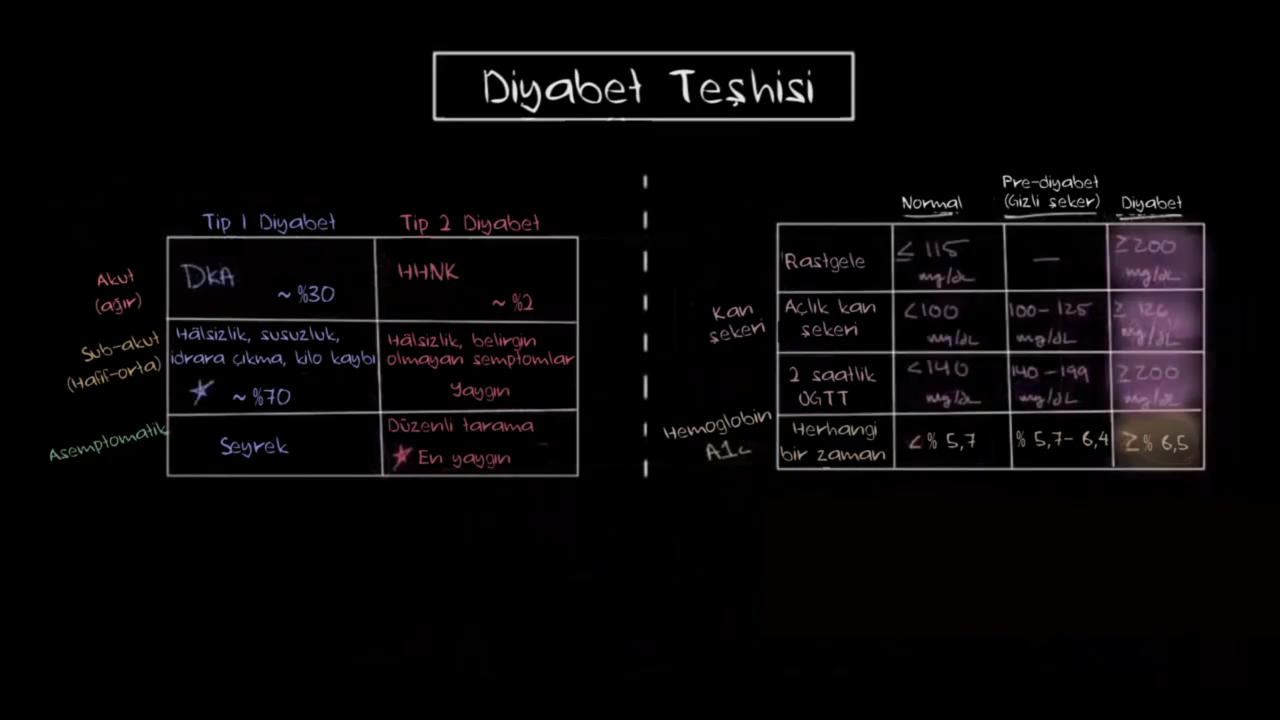 Diyabet Teşhisi
Tip 1 Diyabet
Tip 2 Diyabet
Akut
(ağır)
DKA
~ %30
HHNK
~ %2
Sub-akut
(Hafif-orta)
Hâlsizlik, susuzluk,
idrara çıkma, kilo kaybı
~ %70
Hâlsizlik, belirgin
olmayan semptomlar
Yaygın
Asemptomatik
Seyrek
Düzenli tarama
En yaygın
Normal
Pre-diyabet
(Gizli şeker)
Diyabet
Kan
şekeri
Rastgele
≤ 115
mg/dL
—
≥ 200
mg/dL
Açlık kan
şekeri
<100
mg/dL
100-125
mg/dL
≥ 126
mg/dL
2 saatlik
OGTT
<140
mg/dL
140-199
mg/dL
≥200
mg/dL
Hemoglobin
A1c
Herhangi
bir zaman
<% 5,7
% 5,7- 6,4
≥% 6,5